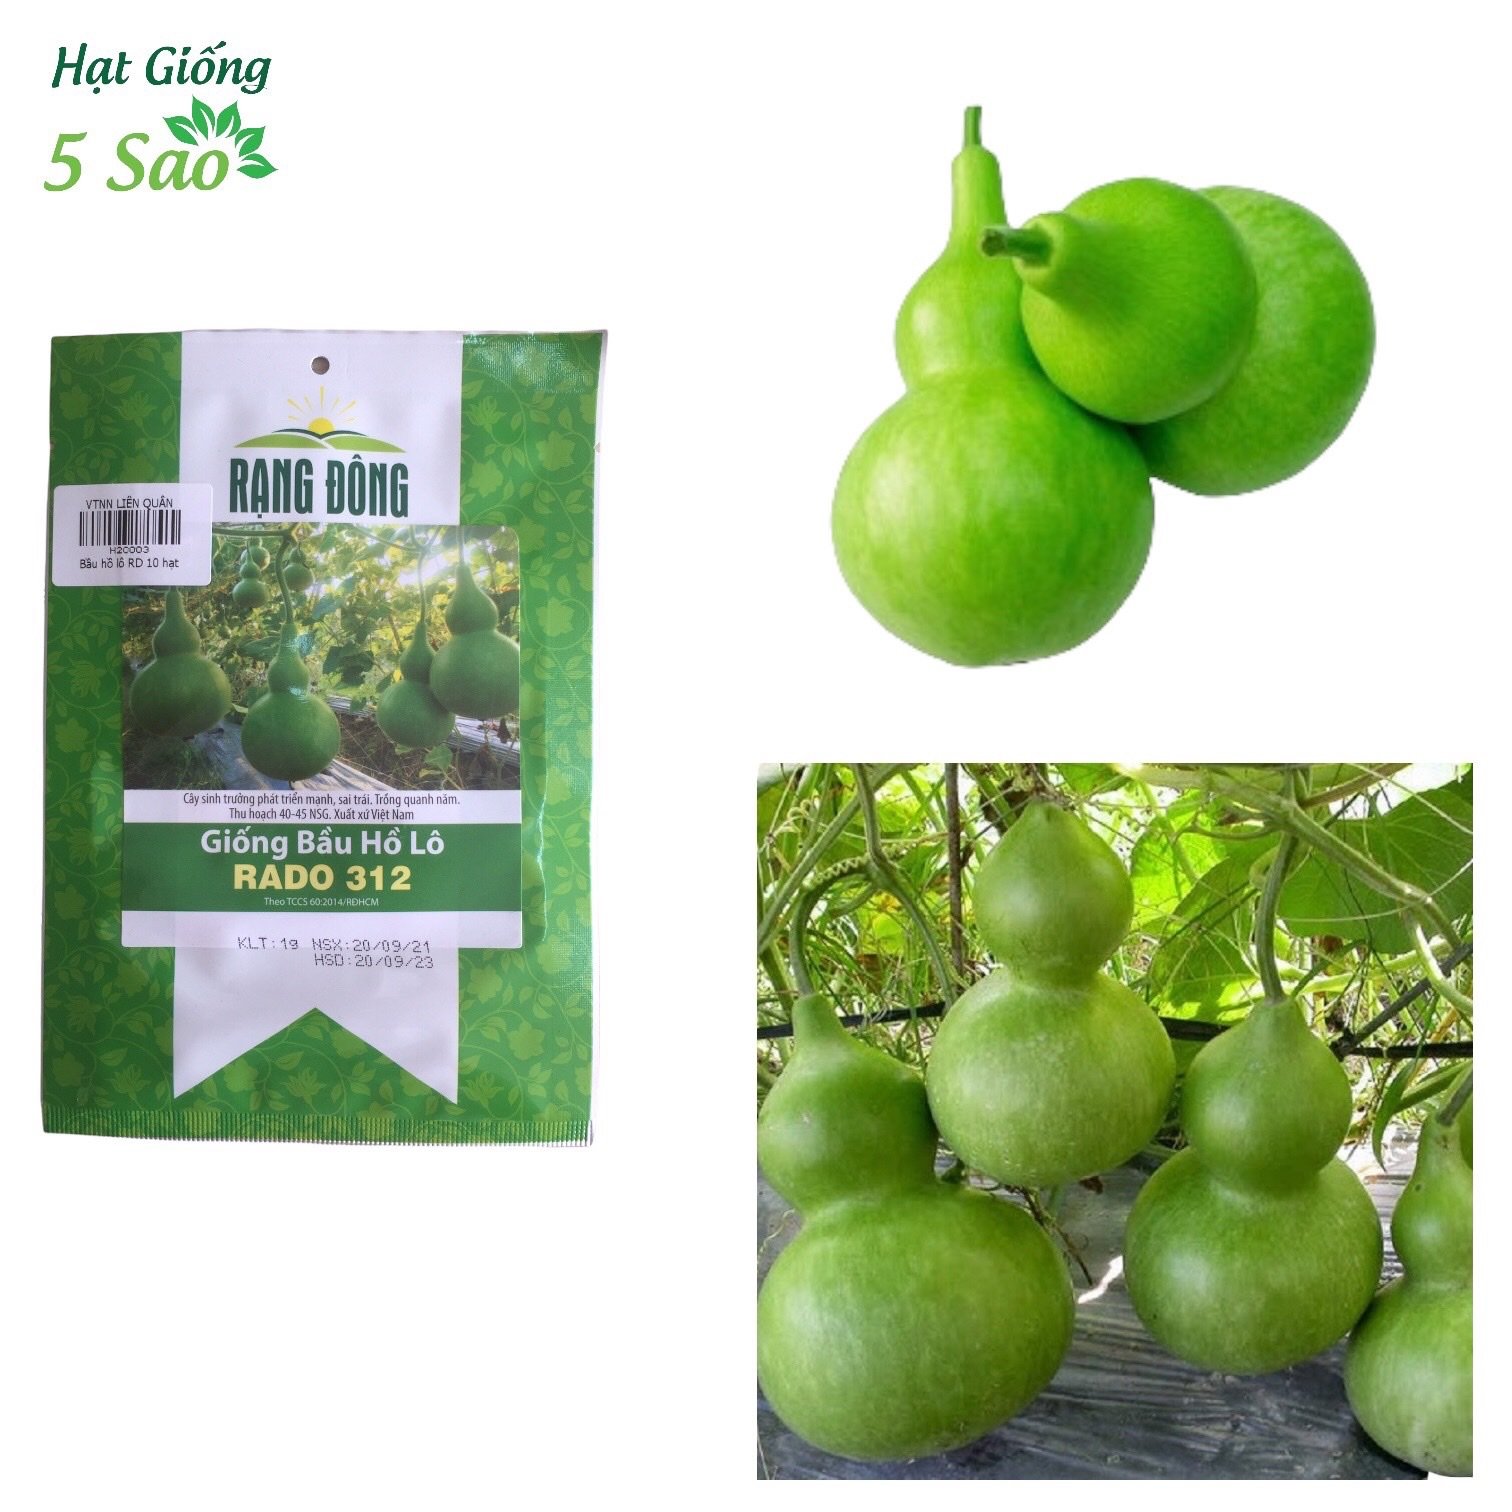 Hạt Giống
5 Sao
RẠNG ĐÔNG
VTNN LIÊN QUÂN
H20003
Bầu hồ lô RD 10 hạt
Cây sinh trưởng phát triển mạnh, sai trái. Trồng quanh năm.
Thu hoạch 40-45 NSG. Xuất xứ Việt Nam
Giống Bầu Hồ Lô
RADO 312
Theo TCCS 60:2014/RĐHCM
KLT:1g NSX:20/09/21
HSD:20/09/23